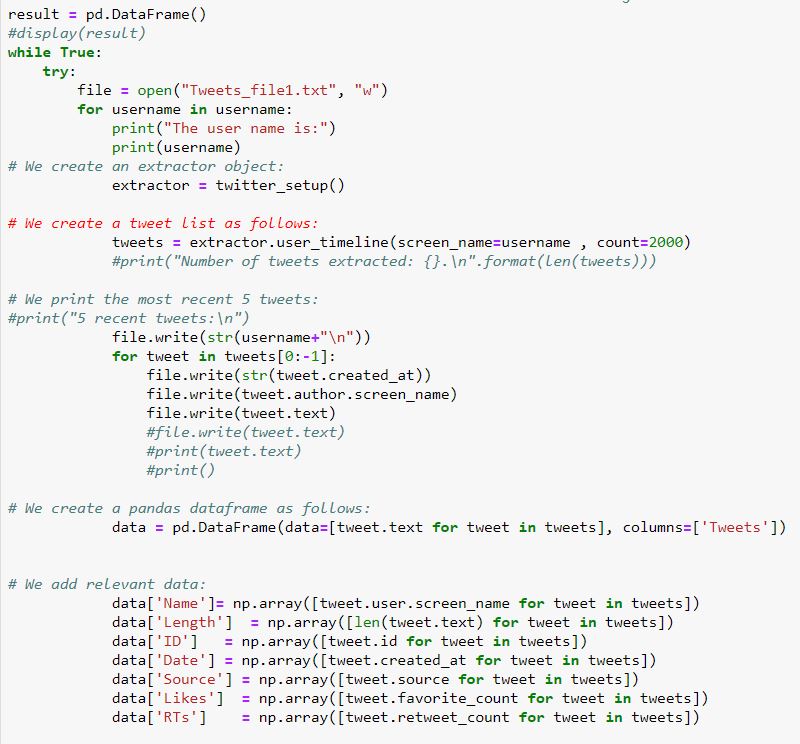 result = pd.DataFrame()
#display(result)
while True:
    try:
        file = open("Tweets_file1.txt", "w")
        for username in username:
            print("The user name is:")
            print(username)
# We create an extractor object:
            extractor = twitter_setup()

# We create a tweet list as follows:
            tweets = extractor.user_timeline(screen_name=username , count=2000)
            #print("Number of tweets extracted: {}.\n".format(len(tweets)))

# We print the most recent 5 tweets:
#print("5 recent tweets:\n")
            file.write(str(username+"\n"))
            for tweet in tweets[0:-1]:
                file.write(str(tweet.created_at))
                file.write(tweet.author.screen_name)
                file.write(tweet.text)
                #file.write(tweet.text)
                #print(tweet.text)
                #print()

# We create a pandas dataframe as follows:
            data = pd.DataFrame(data=[tweet.text for tweet in tweets], columns=['Tweets'])


# We add relevant data:
            data['Name']= np.array([tweet.user.screen_name for tweet in tweets])
            data['Length']  = np.array([len(tweet.text) for tweet in tweets])
            data['ID']   = np.array([tweet.id for tweet in tweets])
            data['Date'] = np.array([tweet.created_at for tweet in tweets])
            data['Source'] = np.array([tweet.source for tweet in tweets])
            data['Likes']  = np.array([tweet.favorite_count for tweet in tweets])
            data['RTs']    = np.array([tweet.retweet_count for tweet in tweets])